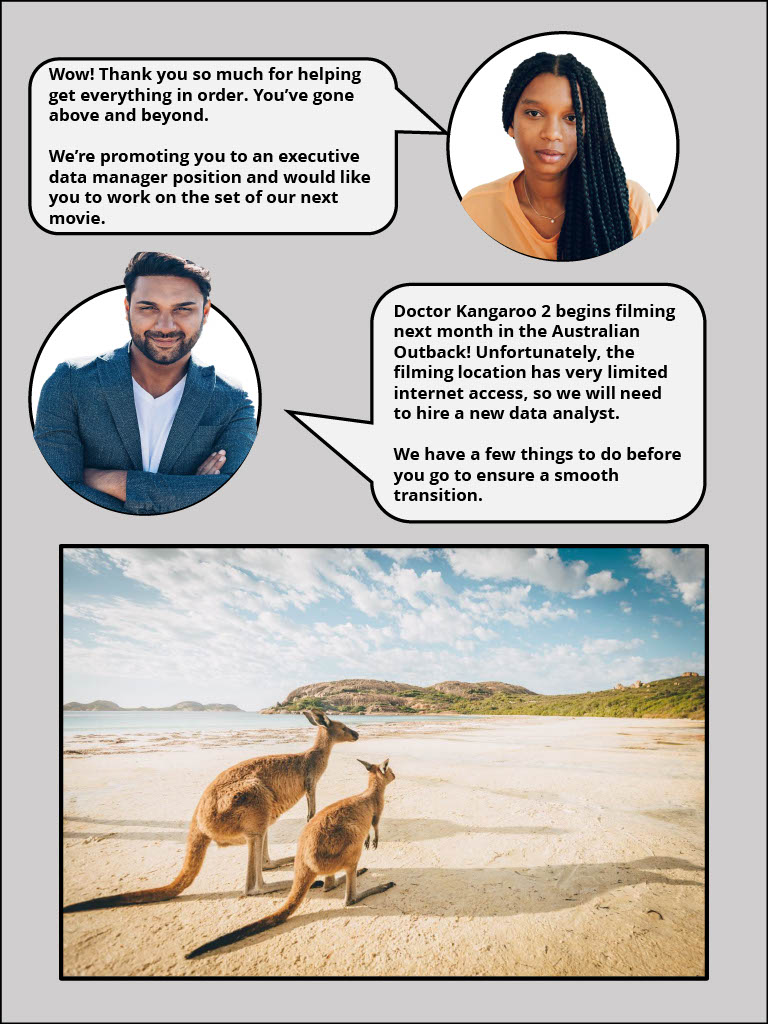 Wow! Thank you so much for helping
get everything in order. You’ve gone
above and beyond.
We’re promoting you to an executive
data manager position and would like
you to work on the set of our next
movie.
Doctor Kangaroo 2 begins filming
next month in the Australian
Outback! Unfortunately, the
filming location has very limited
internet access, so we will need
to hire a new data analyst.
We have a few things to do before
you go to ensure a smooth
transition.